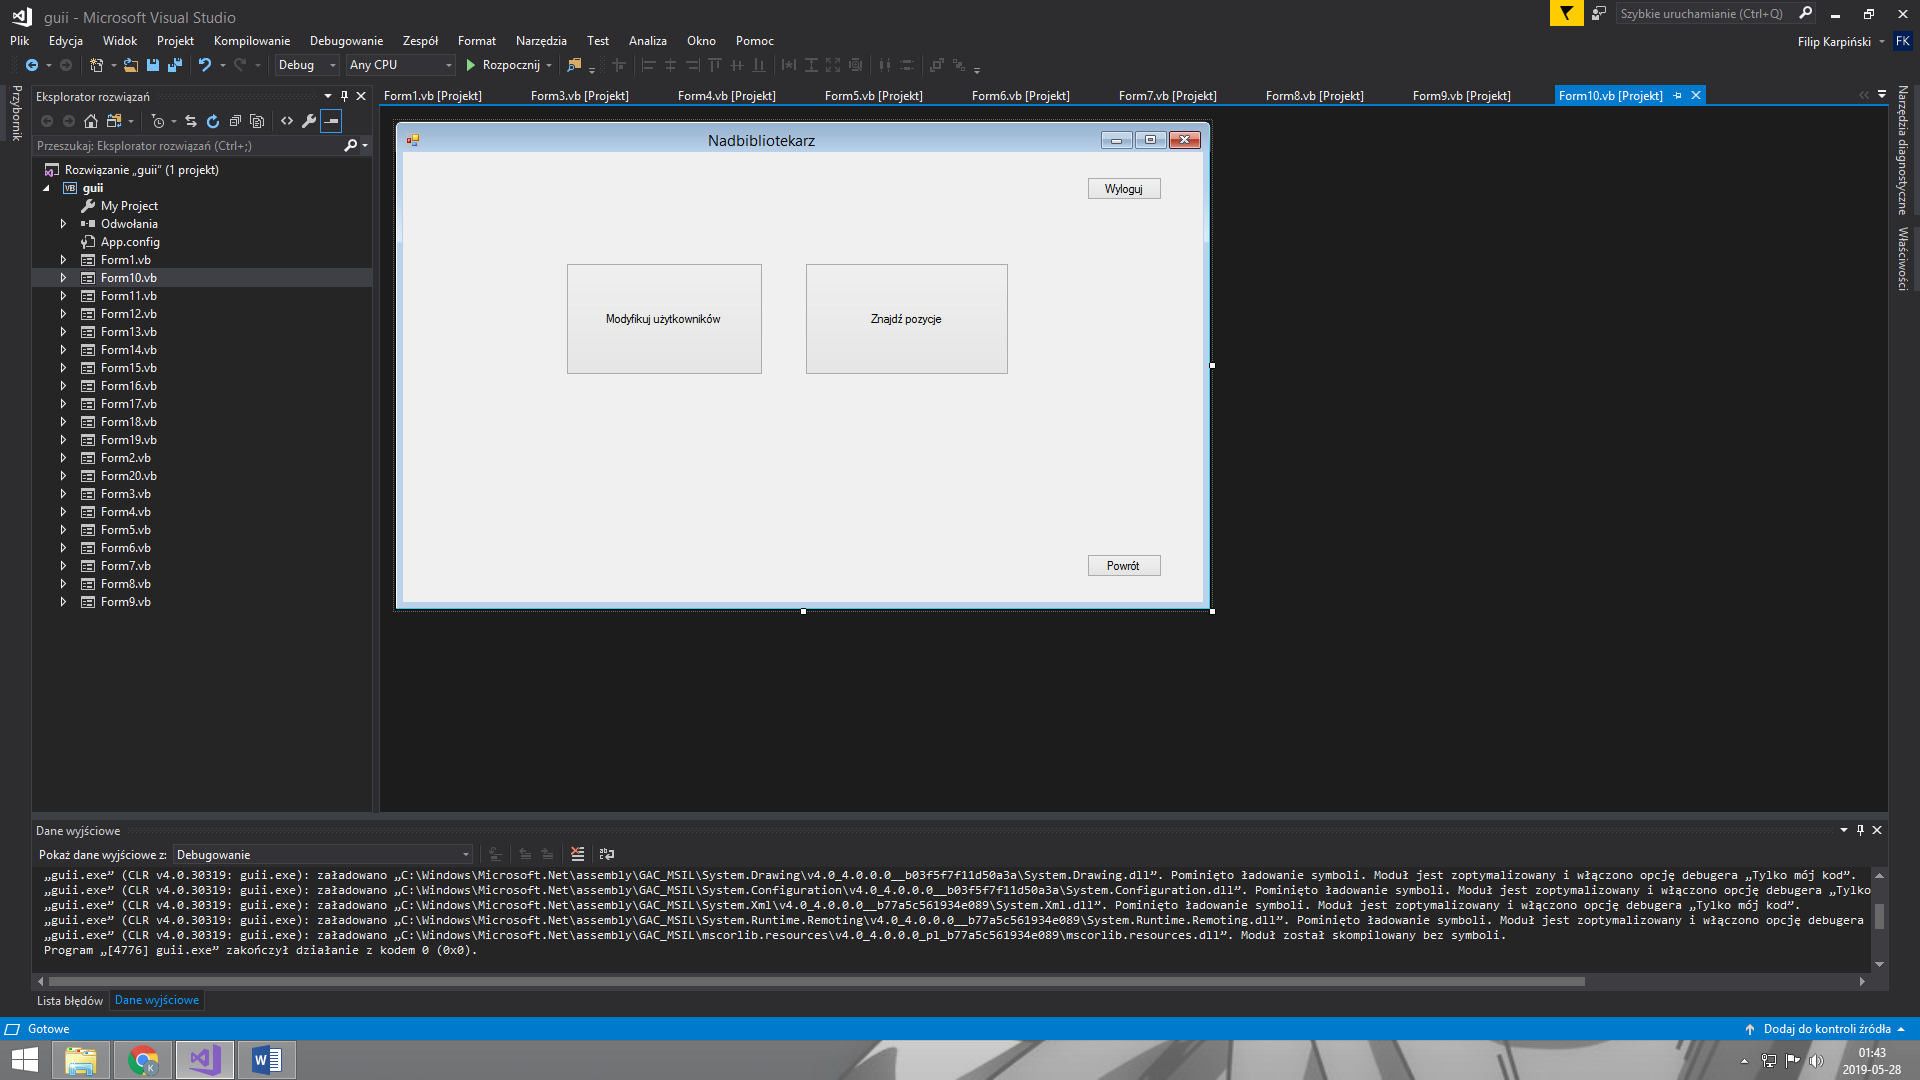 guii - Microsoft Visual Studio
Szybkie uruchamianie (Ctrl+Q)
Plik Edycja Widok Projekt Kompilowanie Debugowanie Zespół Format Narzędzia Test Analiza Okno Pomoc
Filip Karpiński FK
Debug Any CPU Rozpocznij
Przybornik
Eksplorator rozwiązań
Form1.vb [Projekt] Form3.vb [Projekt] Form4.vb [Projekt] Form5.vb [Projekt] Form6.vb [Projekt] Form7.vb [Projekt] Form8.vb [Projekt] Form9.vb [Projekt] Form10.vb [Projekt]
Narzędzia diagnostyczne
Właściwości
Przeszukaj: Eksplorator rozwiązań (Ctrl+;)
Rozwiązanie „guii” (1 projekt)
VB guii
My Project
Odwołania
App.config
Form1.vb
Form10.vb
Form11.vb
Form12.vb
Form13.vb
Form14.vb
Form15.vb
Form16.vb
Form17.vb
Form18.vb
Form19.vb
Form2.vb
Form20.vb
Form3.vb
Form4.vb
Form5.vb
Form6.vb
Form7.vb
Form8.vb
Form9.vb
Nadbibliotekarz
Wyloguj
Modyfikuj użytkowników
Znajdź pozycje
Powrót
Dane wyjściowe
Pokaż dane wyjściowe z: Debugowanie
„guii.exe” (CLR v4.0.30319: guii.exe): załadowano „C:\Windows\Microsoft.Net\assembly\GAC_MSIL\System.Drawing\v4.0_4.0.0.0__b03f5f7f11d50a3a\System.Drawing.dll”. Pominięto ładowanie symboli. Moduł jest zoptymalizowany i włączono opcję debugera „Tylko mój kod”.
„guii.exe” (CLR v4.0.30319: guii.exe): załadowano „C:\Windows\Microsoft.Net\assembly\GAC_MSIL\System.Configuration\v4.0_4.0.0.0__b03f5f7f11d50a3a\System.Configuration.dll”. Pominięto ładowanie symboli. Moduł jest zoptymalizowany i włączono opcję debugera „Tylko
„guii.exe” (CLR v4.0.30319: guii.exe): załadowano „C:\Windows\Microsoft.Net\assembly\GAC_MSIL\System.Xml\v4.0_4.0.0.0__b77a5c561934e089\System.Xml.dll”. Pominięto ładowanie symboli. Moduł jest zoptymalizowany i włączono opcję debugera „Tylko mój kod”.
„guii.exe” (CLR v4.0.30319: guii.exe): załadowano „C:\Windows\Microsoft.Net\assembly\GAC_MSIL\System.Runtime.Remoting\v4.0_4.0.0.0__b77a5c561934e089\System.Runtime.Remoting.dll”. Pominięto ładowanie symboli. Moduł jest zoptymalizowany i włączono opcję debugera
„guii.exe” (CLR v4.0.30319: guii.exe): załadowano „C:\Windows\Microsoft.Net\assembly\GAC_MSIL\mscorlib.resources\v4.0_4.0.0.0_pl_b77a5c561934e089\mscorlib.resources.dll”. Moduł został skompilowany bez symboli.
Program „[4776] guii.exe” zakończył działanie z kodem 0 (0x0).
Lista błędów Dane wyjściowe
Gotowe
Dodaj do kontroli źródła
01:43
2019-05-28